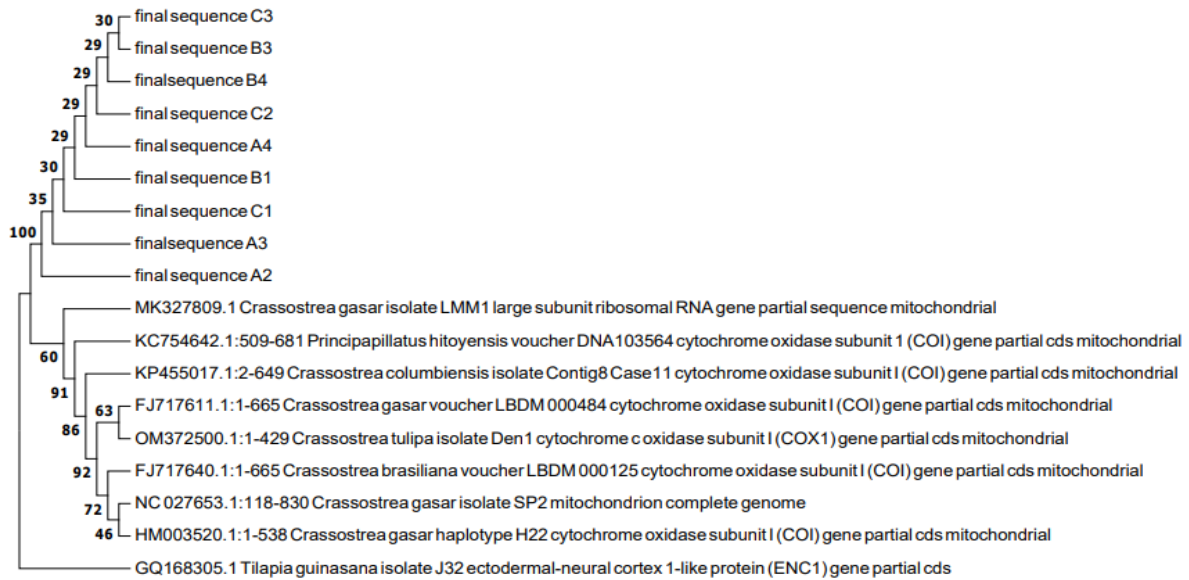 30
final sequence C3
29
final sequence B3
29
finalsequence B4
29
final sequence C2
29
final sequence A4
30
final sequence B1
35
final sequence C1
100
finalsequence A3
final sequence A2
MK327809.1 Crassostrea gasar isolate LMM1 large subunit ribosomal RNA gene partial sequence mitochondrial
60
KC754642.1:509-681 Principapillatus hitoyensis voucher DNA103564 cytochrome oxidase subunit 1 (COI) gene partial cds mitochondrial
91
KP455017.1:2-649 Crassostrea columbiensis isolate Contig8 Case11 cytochrome oxidase subunit I (COI) gene partial cds mitochondrial
86
63
FJ717611.1:1-665 Crassostrea gasar voucher LBDM 000484 cytochrome oxidase subunit I (COI) gene partial cds mitochondrial
OM372500.1:1-429 Crassostrea tulipa isolate Den1 cytochrome c oxidase subunit I (COX1) gene partial cds mitochondrial
92
FJ717640.1:1-665 Crassostrea brasiliana voucher LBDM 000125 cytochrome oxidase subunit I (COI) gene partial cds mitochondrial
72
NC 027653.1:118-830 Crassostrea gasar isolate SP2 mitochondrion complete genome
46
HM003520.1:1-538 Crassostrea gasar haplotype H22 cytochrome oxidase subunit I (COI) gene partial cds mitochondrial
GQ168305.1 Tilapia guinasana isolate J32 ectodermal-neural cortex 1-like protein (ENC1) gene partial cds